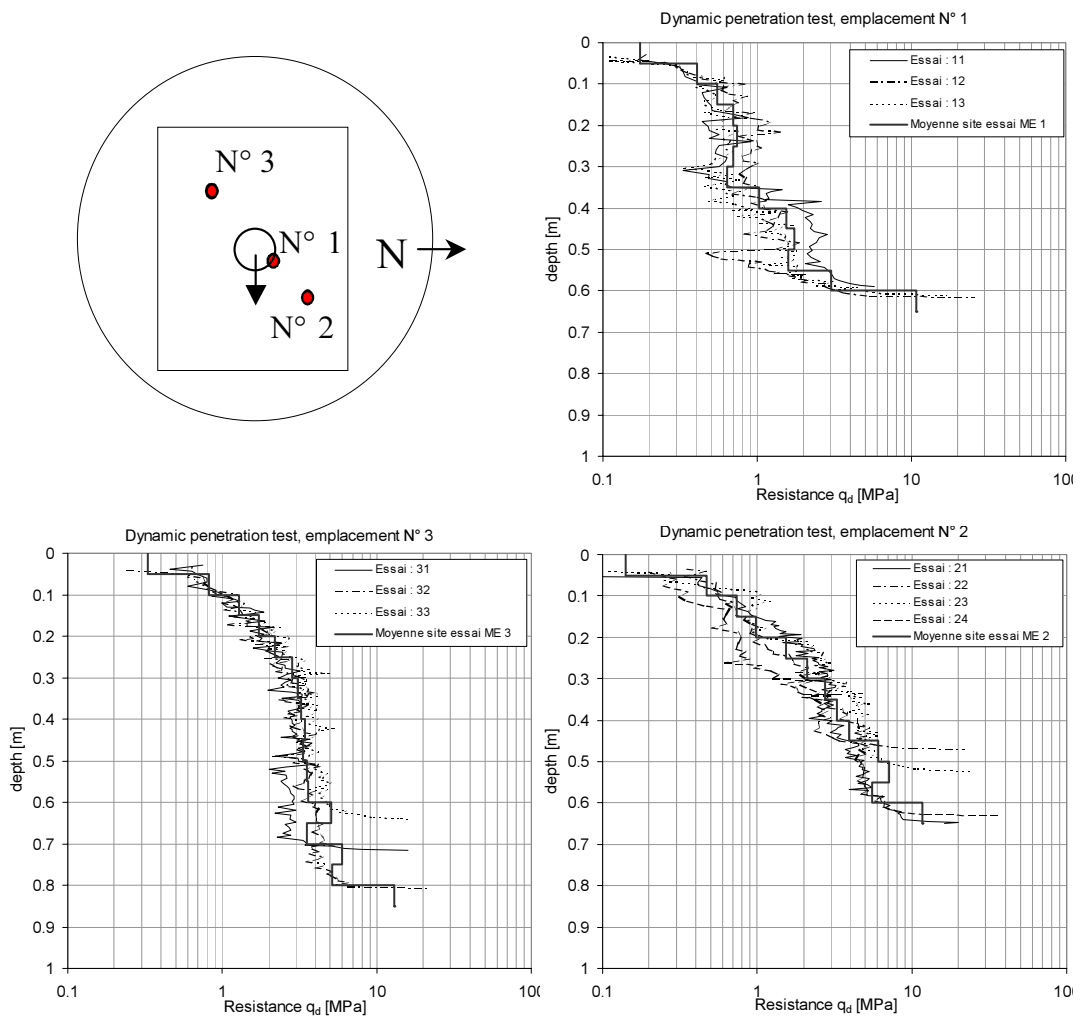 N° 3
N° 1
N
N° 2
Dynamic penetration test, emplacement N° 1
0
0.1
0.2
0.3
0.4
0.5
0.6
0.7
0.8
0.9
1
depth [m]
Essai : 11
Essai : 12
Essai : 13
Moyenne site essai ME 1
0.1
1
10
100
Resistance qd [MPa]
Dynamic penetration test, emplacement N° 3
0
0.1
0.2
0.3
0.4
0.5
0.6
0.7
0.8
0.9
1
depth [m]
Essai : 31
Essai : 32
Essai : 33
Moyenne site essai ME 3
0.1
1
10
100
Resistance qd [MPa]
Dynamic penetration test, emplacement N° 2
0
0.1
0.2
0.3
0.4
0.5
0.6
0.7
0.8
0.9
1
depth [m]
Essai : 21
Essai : 22
Essai : 23
Essai : 24
Moyenne site essai ME 2
0.1
1
10
100
Resistance qd [MPa]